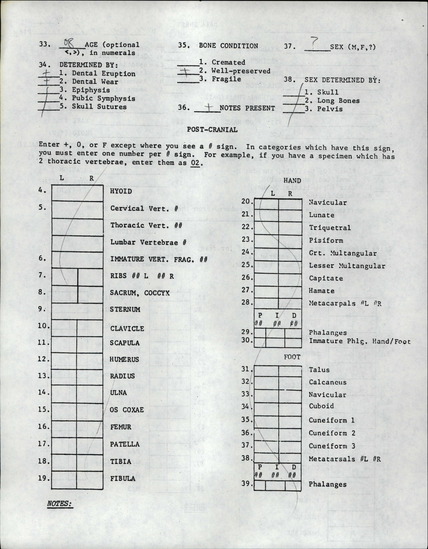 33. OR AGE (optional <,>), in numerals
34. DETERMINED BY:
+ 1. Dental Eruption
+ 2. Dental Wear
3. Epiphysis
4. Pubic Symphysis
5. Skull Sutures
35. BONE CONDITION
1. Cremated
+ 2. Well-preserved
3. Fragile
36. + NOTES PRESENT
37. ? SEX (M,F,?)
38. SEX DETERMINED BY:
1. Skull
2. Long Bones
3. Pelvis
POST-CRANIAL
Enter +, 0, or F except where you see a # sign. In categories which have this sign,
you must enter one number per # sign. For example, if you have a specimen which has
2 thoracic vertebrae, enter them as 02.
L R
4. HYOID
5. Cervical Vert. #
Thoracic Vert. ##
Lumbar Vertebrae #
6. IMMATURE VERT. FRAG. ##
7. RIBS ## L ## R
8. SACRUM, COCCYX
9. STERNUM
10. CLAVICLE
11. SCAPULA
12. HUMERUS
13. RADIUS
14. ULNA
15. OS COXAE
16. FEMUR
17. PATELLA
18. TIBIA
19. FIBULA
NOTES:
HAND
L R
20. Navicular
21. Lunate
22. Triquetral
23. Pisiform
24. Grt. Multangular
25. Lesser Multangular
26. Capitate
27. Hamate
28. Metacarpals #L #R
P I D
## ## ##
29. Phalanges
30. Immature Phlg. Hand/Foot
FOOT
31. Talus
32. Calcaneus
33. Navicular
34. Cuboid
35. Cuneiform 1
36. Cuneiform 2
37. Cuneiform 3
38. Metatarsals #L #R
P I D
## ## ##
39. Phalanges